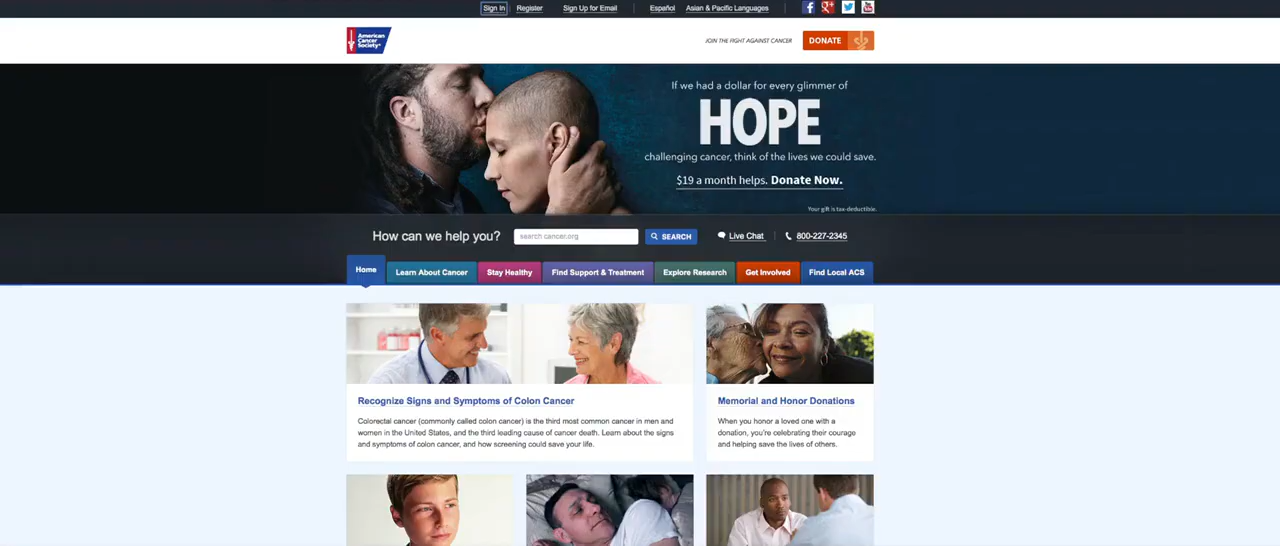 Sign In Register Sign Up for Email Español Asian & Pacific Languages
American
Cancer
Society®
JOIN THE FIGHT AGAINST CANCER
DONATE
If we had a dollar for every glimmer of
HOPE
challenging cancer, think of the lives we could save.
$19 a month helps. Donate Now.
Your gift is tax-deductible.
How can we help you?
search cancer.org
SEARCH
Live Chat
800-227-2345
Home Learn About Cancer Stay Healthy Find Support & Treatment Explore Research Get Involved Find Local ACS
Recognize Signs and Symptoms of Colon Cancer
Colorectal cancer (commonly called colon cancer) is the third most common cancer in men and
women in the United States, and the third leading cause of cancer death. Learn about the signs
and symptoms of colon cancer, and how screening could save your life.
Memorial and Honor Donations
When you honor a loved one with a
donation, you're celebrating their courage
and helping save the lives of others.